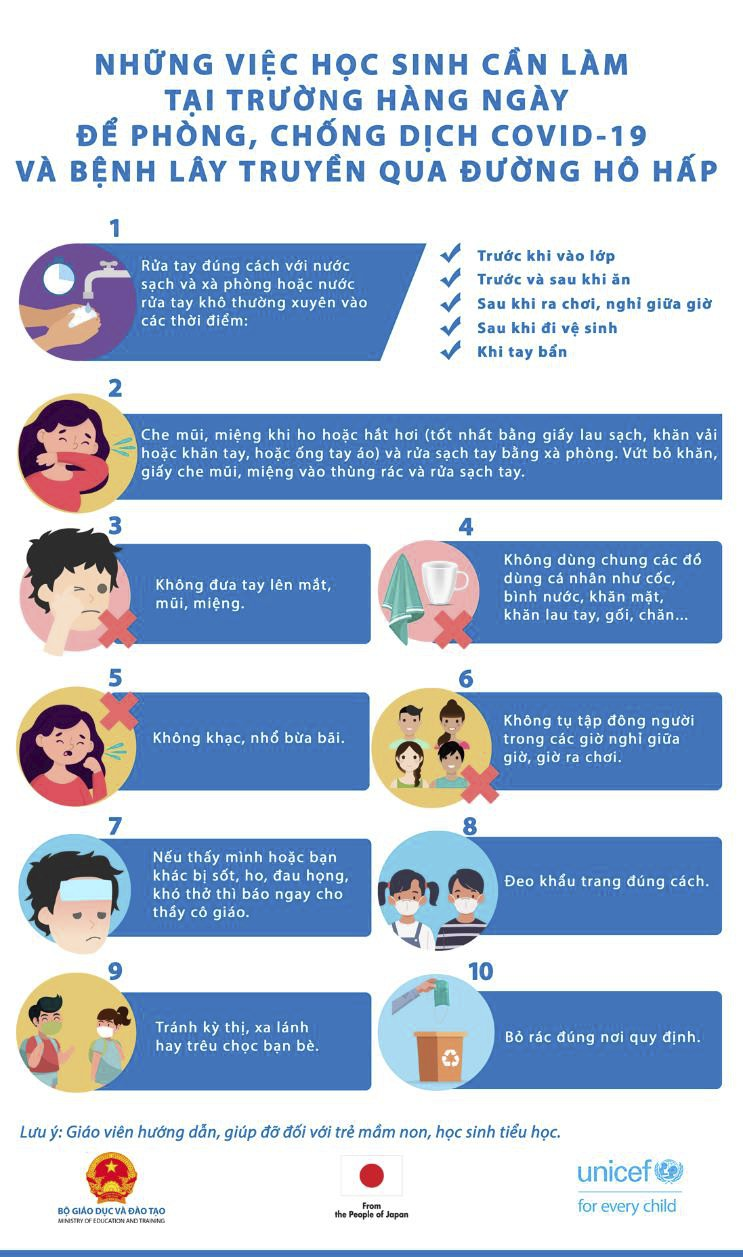 NHỮNG VIỆC HỌC SINH CẦN LÀM
TẠI TRƯỜNG HÀNG NGÀY
ĐỂ PHÒNG, CHỐNG DỊCH COVID-19
VÀ BỆNH LÂY TRUYỀN QUA ĐƯỜNG HÔ HẤP
1
Rửa tay đúng cách với nước
sạch và xà phòng hoặc nước
rửa tay khô thường xuyên vào
các thời điểm:
Trước khi vào lớp
Trước và sau khi ăn
Sau khi ra chơi, nghỉ giữa giờ
Sau khi đi vệ sinh
Khi tay bẩn
2
Che mũi, miệng khi ho hoặc hắt hơi (tốt nhất bằng giấy lau sạch, khăn vải
hoặc khăn tay, hoặc ống tay áo) và rửa sạch tay bằng xà phòng. Vứt bỏ khăn,
giấy che mũi, miệng vào thùng rác và rửa sạch tay.
3
Không đưa tay lên mắt,
mũi, miệng.
4
Không dùng chung các đồ
dùng cá nhân như cốc,
bình nước, khăn mặt,
khăn lau tay, gối, chăn...
5
Không khạc, nhổ bừa bãi.
6
Không tụ tập đông người
trong các giờ nghỉ giữa
giờ, giờ ra chơi.
7
Nếu thấy mình hoặc bạn
khác bị sốt, ho, đau họng,
khó thở thì báo ngay cho
thầy cô giáo.
8
Đeo khẩu trang đúng cách.
9
Tránh kỳ thị, xa lánh
hay trêu chọc bạn bè.
10
Bỏ rác đúng nơi quy định.
Lưu ý: Giáo viên hướng dẫn, giúp đỡ đối với trẻ mầm non, học sinh tiểu học.
BỘ GIÁO DỤC VÀ ĐÀO TẠO
MINISTRY OF EDUCATION AND TRAINING
From
the People of Japan
unicef
for every child